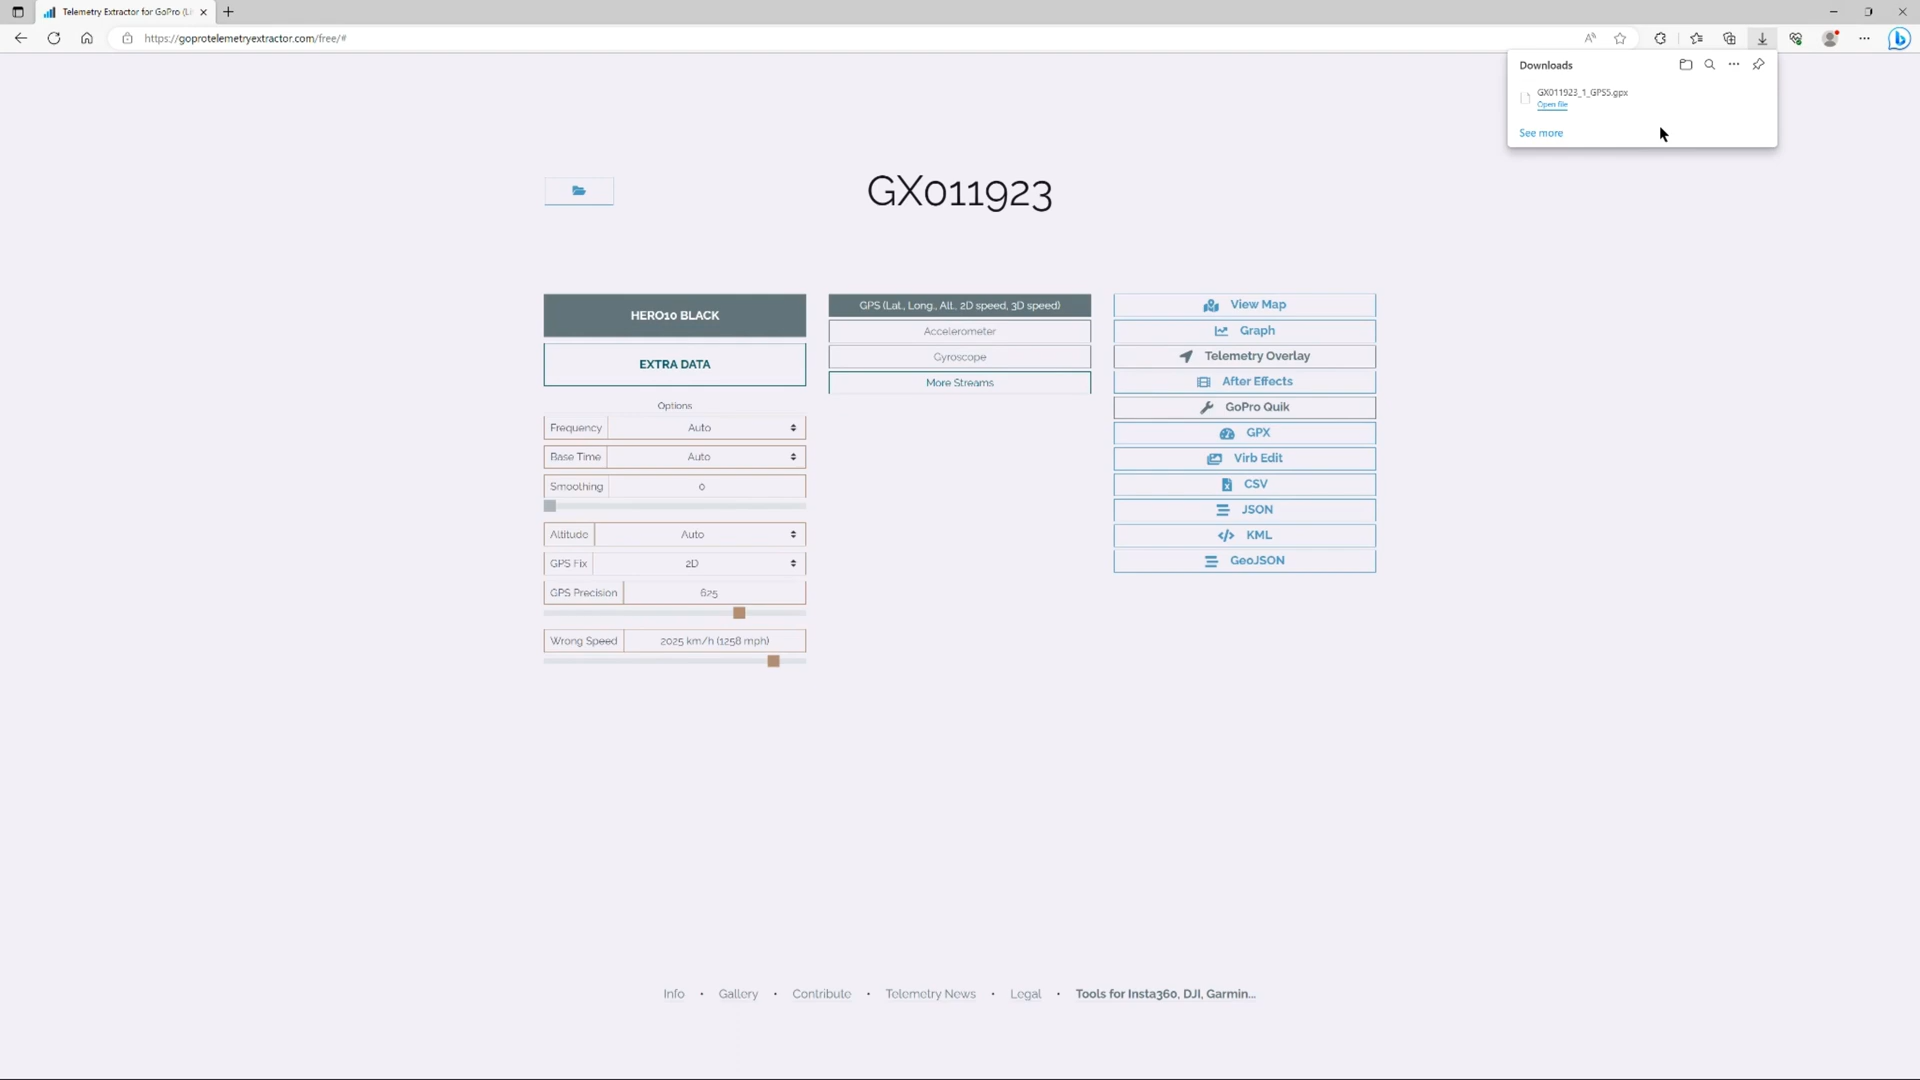 Telemetry Extractor for GoPro (Li
https://goprotelemetryextractor.com/free/#
Downloads
GX011923_1_GPS5.gpx
Open file
See more
GX011923
HERO10 BLACK
EXTRA DATA
Options
Frequency Auto
Base Time Auto
Smoothing 0
Altitude Auto
GPS Fix 2D
GPS Precision 625
Wrong Speed 2025 km/h (1258 mph)
GPS (Lat., Long., Alt., 2D speed, 3D speed)
Accelerometer
Gyroscope
More Streams
View Map
Graph
Telemetry Overlay
After Effects
GoPro Quik
GPX
Virb Edit
CSV
JSON
KML
GeoJSON
Info • Gallery • Contribute • Telemetry News • Legal • Tools for Insta360, DJI, Garmin...